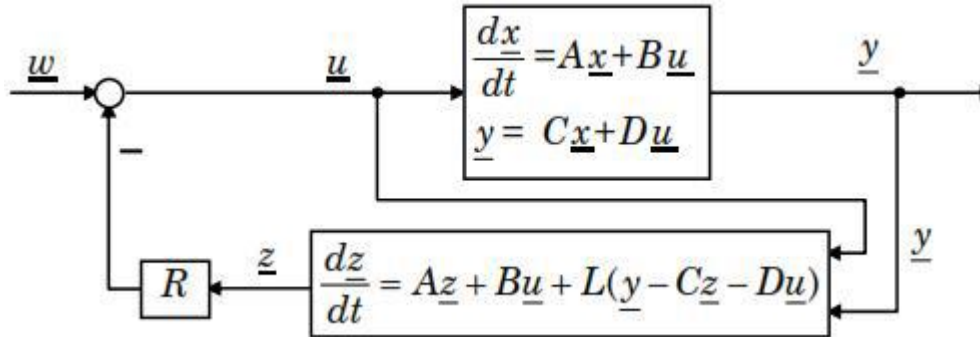 w
u
dx/dt = Ax + Bu
y = Cx + Du
y
−
R
z
dz/dt = Az + Bu + L(y − Cz − Du)
y